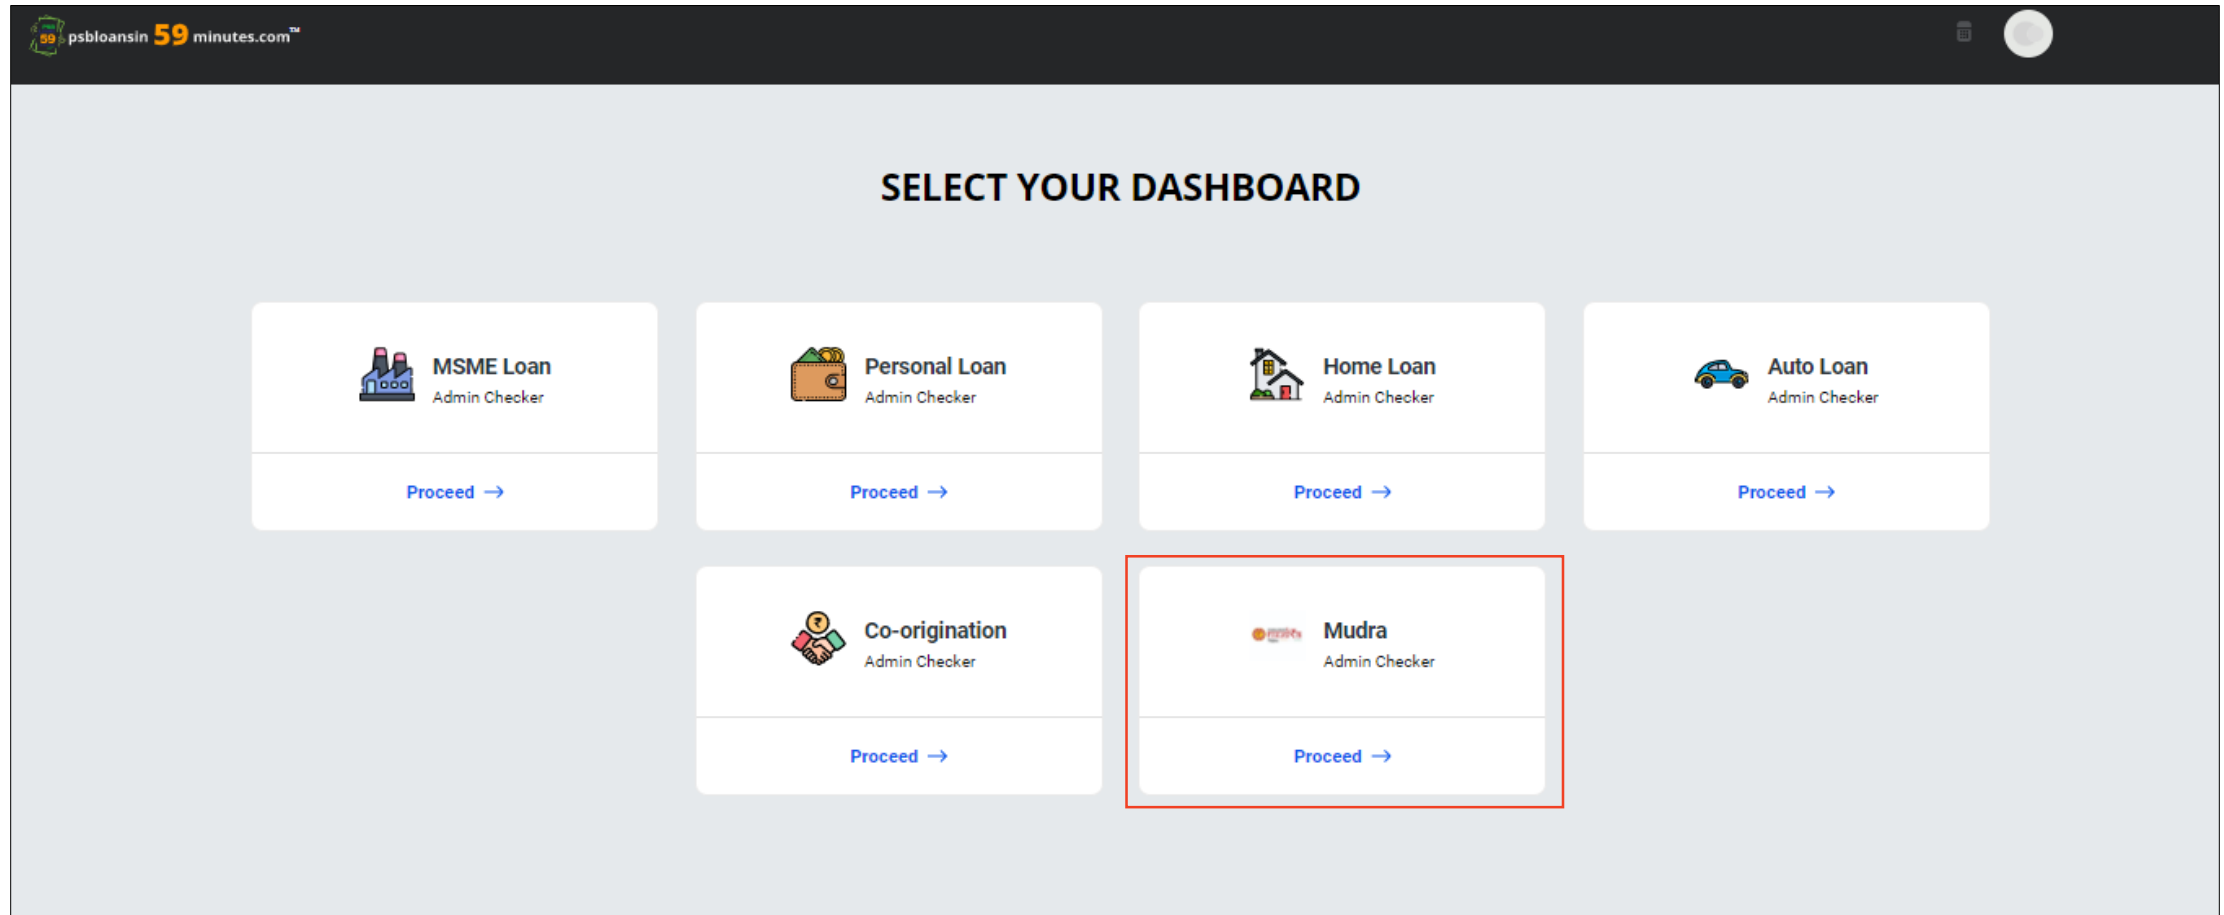 psbloansin 59 minutes.com™
SELECT YOUR DASHBOARD
MSME Loan
Admin Checker
Proceed →
Personal Loan
Admin Checker
Proceed →
Home Loan
Admin Checker
Proceed →
Auto Loan
Admin Checker
Proceed →
Co-origination
Admin Checker
Proceed →
Mudra
Admin Checker
Proceed →